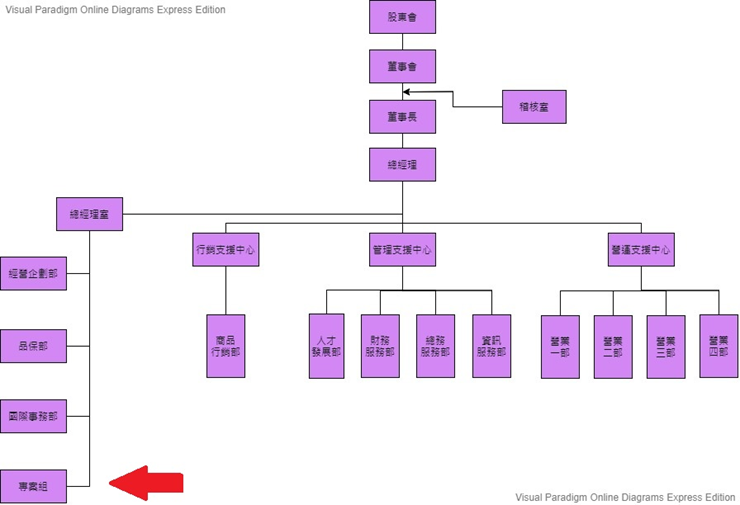 Visual Paradigm Online Diagrams Express Edition
股東會
董事會
稽核室
董事長
總經理
總經理室
行銷支援中心
管理支援中心
營運支援中心
經營企劃部
品保部
國際事務部
專案組
商品
行銷部
人才
發展部
財務
服務部
總務
服務部
資訊
服務部
營業
一部
營業
二部
營業
三部
營業
四部
Visual Paradigm Online Diagrams Express Edition